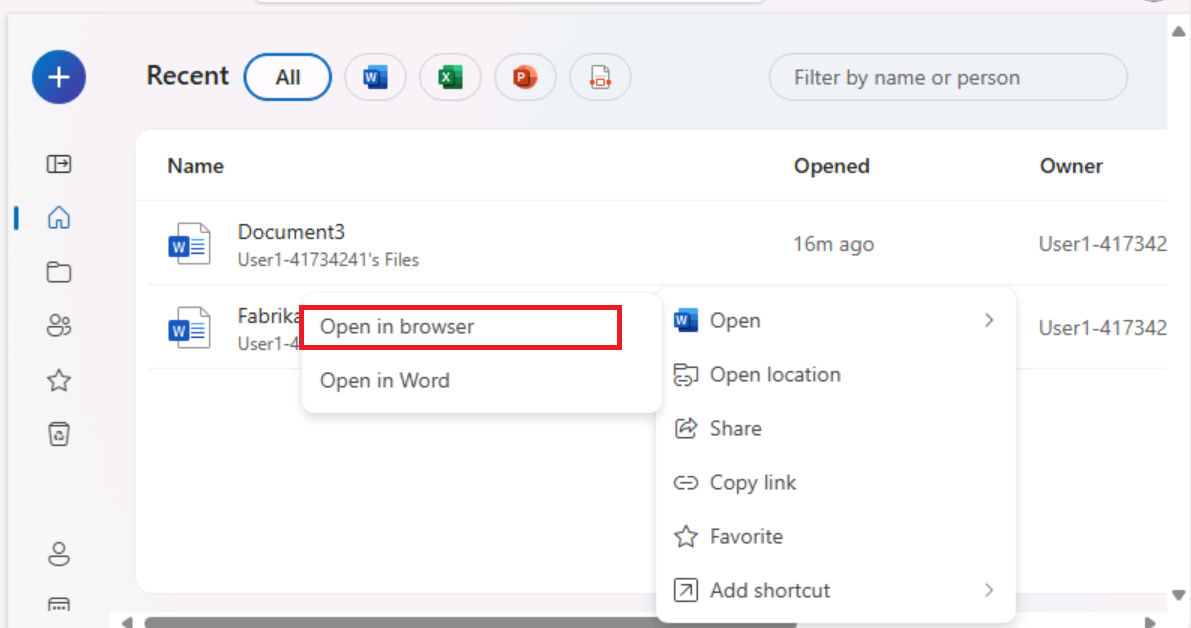 Recent All Filter by name or person
Name Opened Owner
Document3 16m ago User1-417342
User1-41734241's Files
Fabrika User1-417342
User1-4
Open in browser
Open in Word
Open
Open location
Share
Copy link
Favorite
Add shortcut